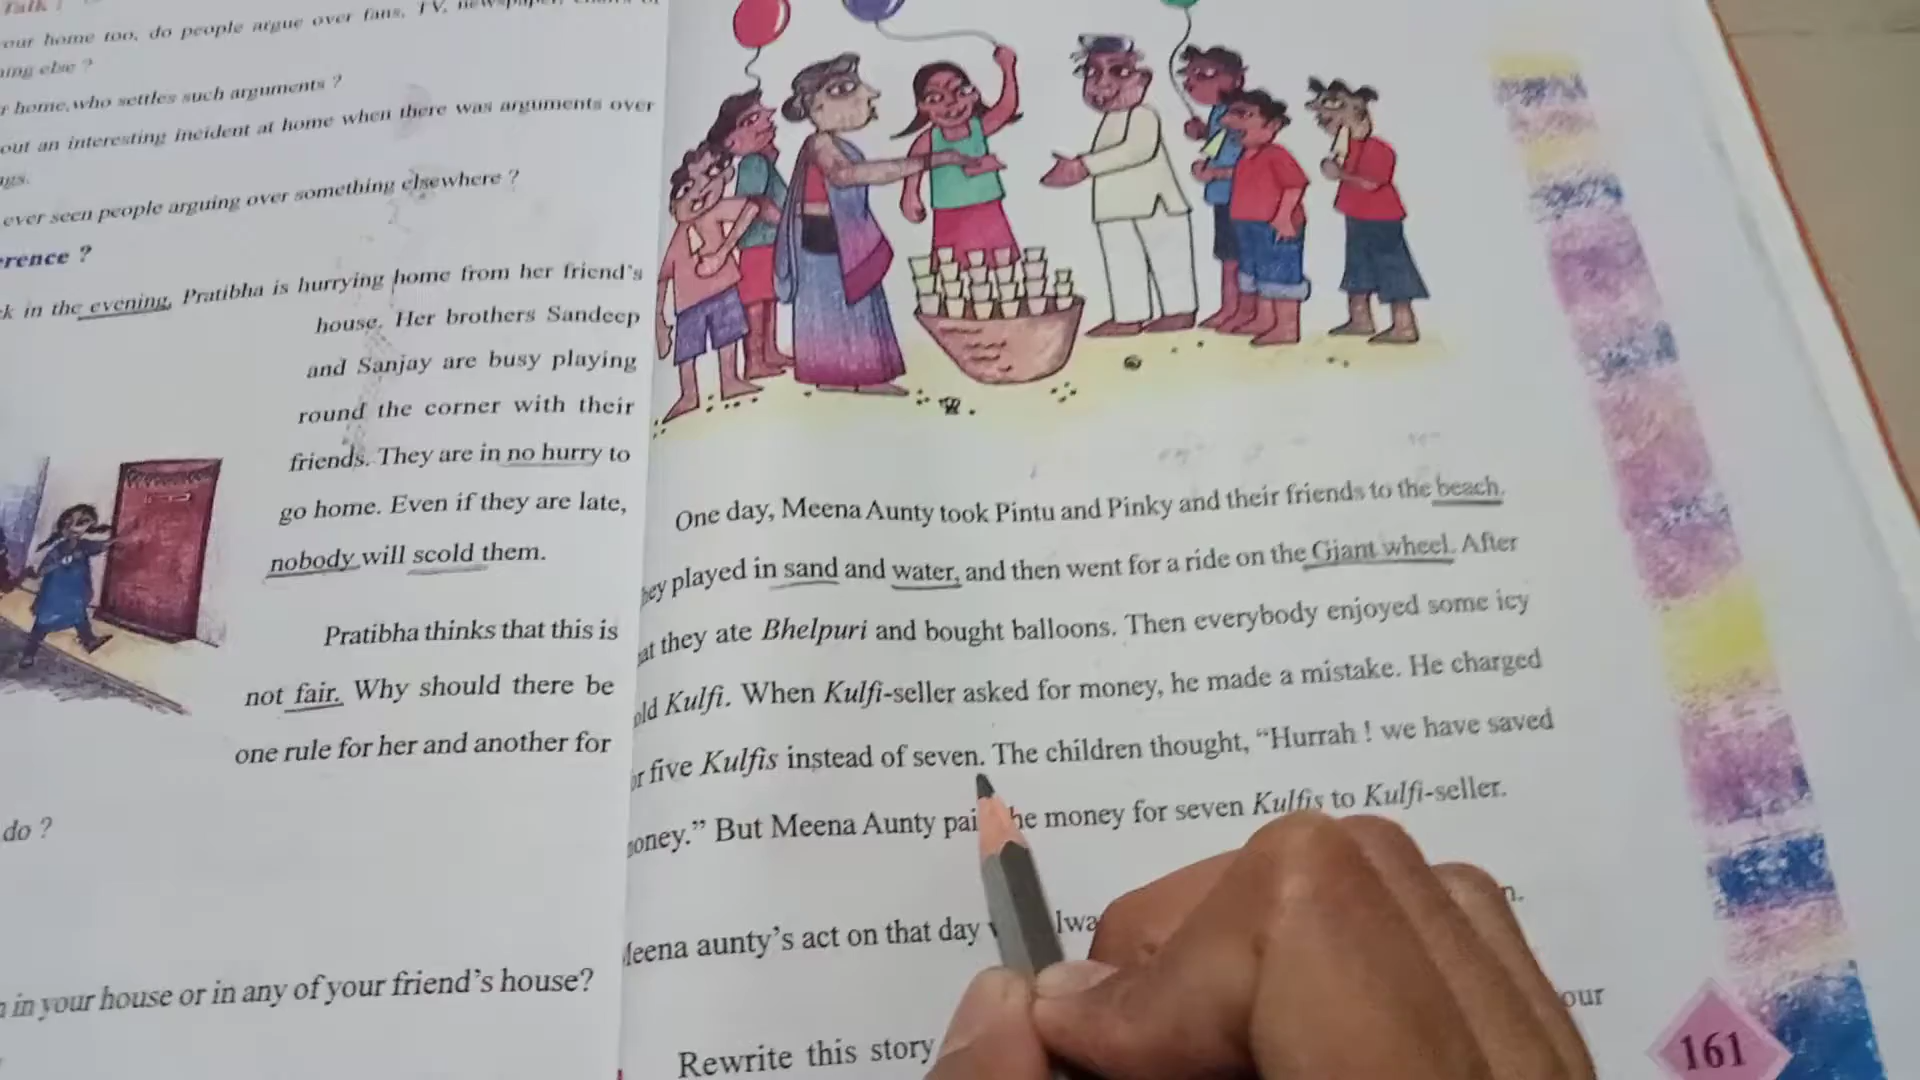 Talk !
our home too, do people argue over fans, TV, newspaper,
ing else ?
r home, who settles such arguments ?
out an interesting incident at home when there was arguments over
gs.
ever seen people arguing over something elsewhere ?
erence ?
k in the evening, Pratibha is hurrying home from her friend's
house. Her brothers Sandeep
and Sanjay are busy playing
round the corner with their
friends. They are in no hurry to
go home. Even if they are late,
nobody will scold them.
Pratibha thinks that this is
not fair. Why should there be
one rule for her and another for
do ?
in your house or in any of your friend's house?
One day, Meena Aunty took Pintu and Pinky and their friends to the beach.
hey played in sand and water, and then went for a ride on the Giant wheel. After
at they ate Bhelpuri and bought balloons. Then everybody enjoyed some icy
old Kulfi. When Kulfi-seller asked for money, he made a mistake. He charged
or five Kulfis instead of seven. The children thought, "Hurrah ! we have saved
oney." But Meena Aunty pai he money for seven Kulfis to Kulfi-seller.
Meena aunty's act on that day lwa n.
Rewrite this story our
161